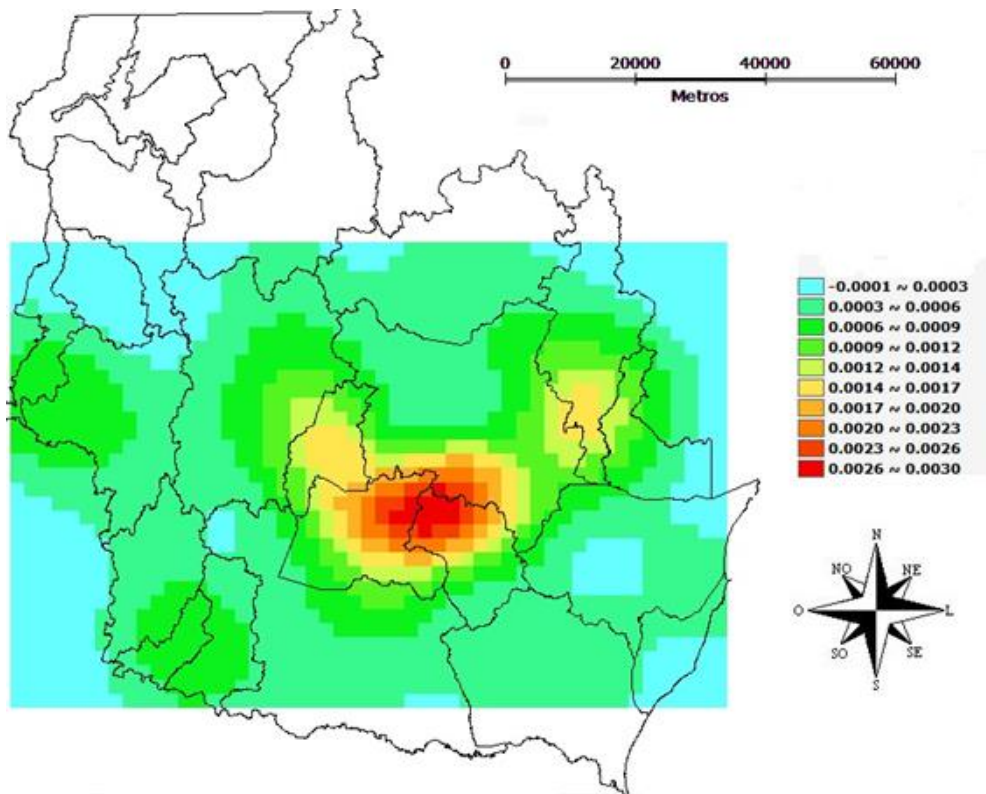 0 20000 40000 60000
Metros
-0.0001 ~ 0.0003
0.0003 ~ 0.0006
0.0006 ~ 0.0009
0.0009 ~ 0.0012
0.0012 ~ 0.0014
0.0014 ~ 0.0017
0.0017 ~ 0.0020
0.0020 ~ 0.0023
0.0023 ~ 0.0026
0.0026 ~ 0.0030
N
NO NE
O L
SO SE
S